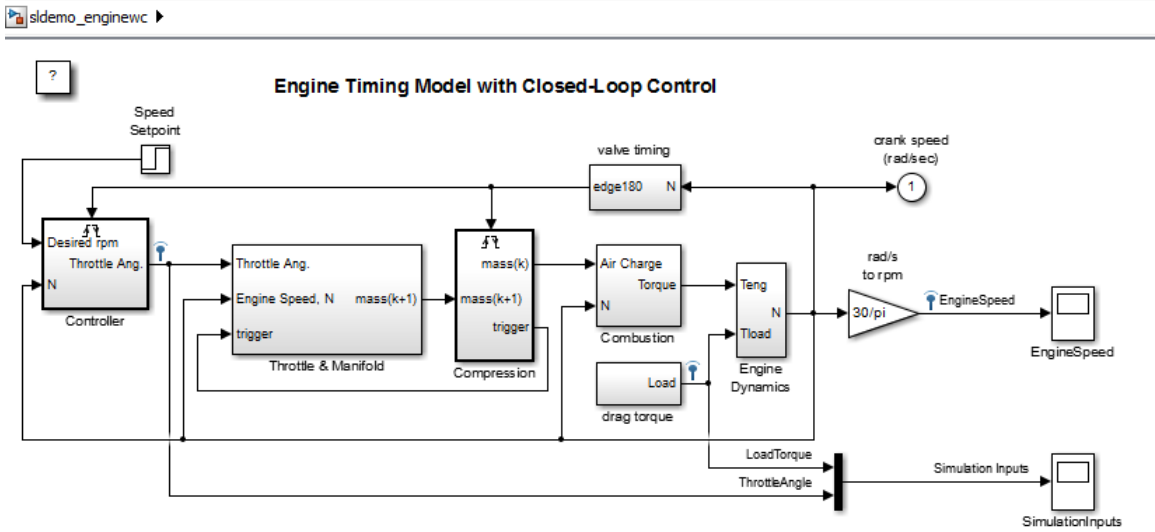 sldemo_enginewc
?
Engine Timing Model with Closed-Loop Control
Speed
Setpoint
valve timing
edge180 N
crank speed
(rad/sec)
1
Desired rpm
Throttle Ang.
N
Controller
Throttle Ang.
Engine Speed, N
mass(k+1)
trigger
Throttle & Manifold
mass(k)
mass(k+1)
trigger
Compression
Air Charge
Torque
N
Combustion
Load
drag torque
Teng
N
Tload
Engine
Dynamics
rad/s
to rpm
30/pi
EngineSpeed
EngineSpeed
LoadTorque
ThrottleAngle
Simulation Inputs
SimulationInputs